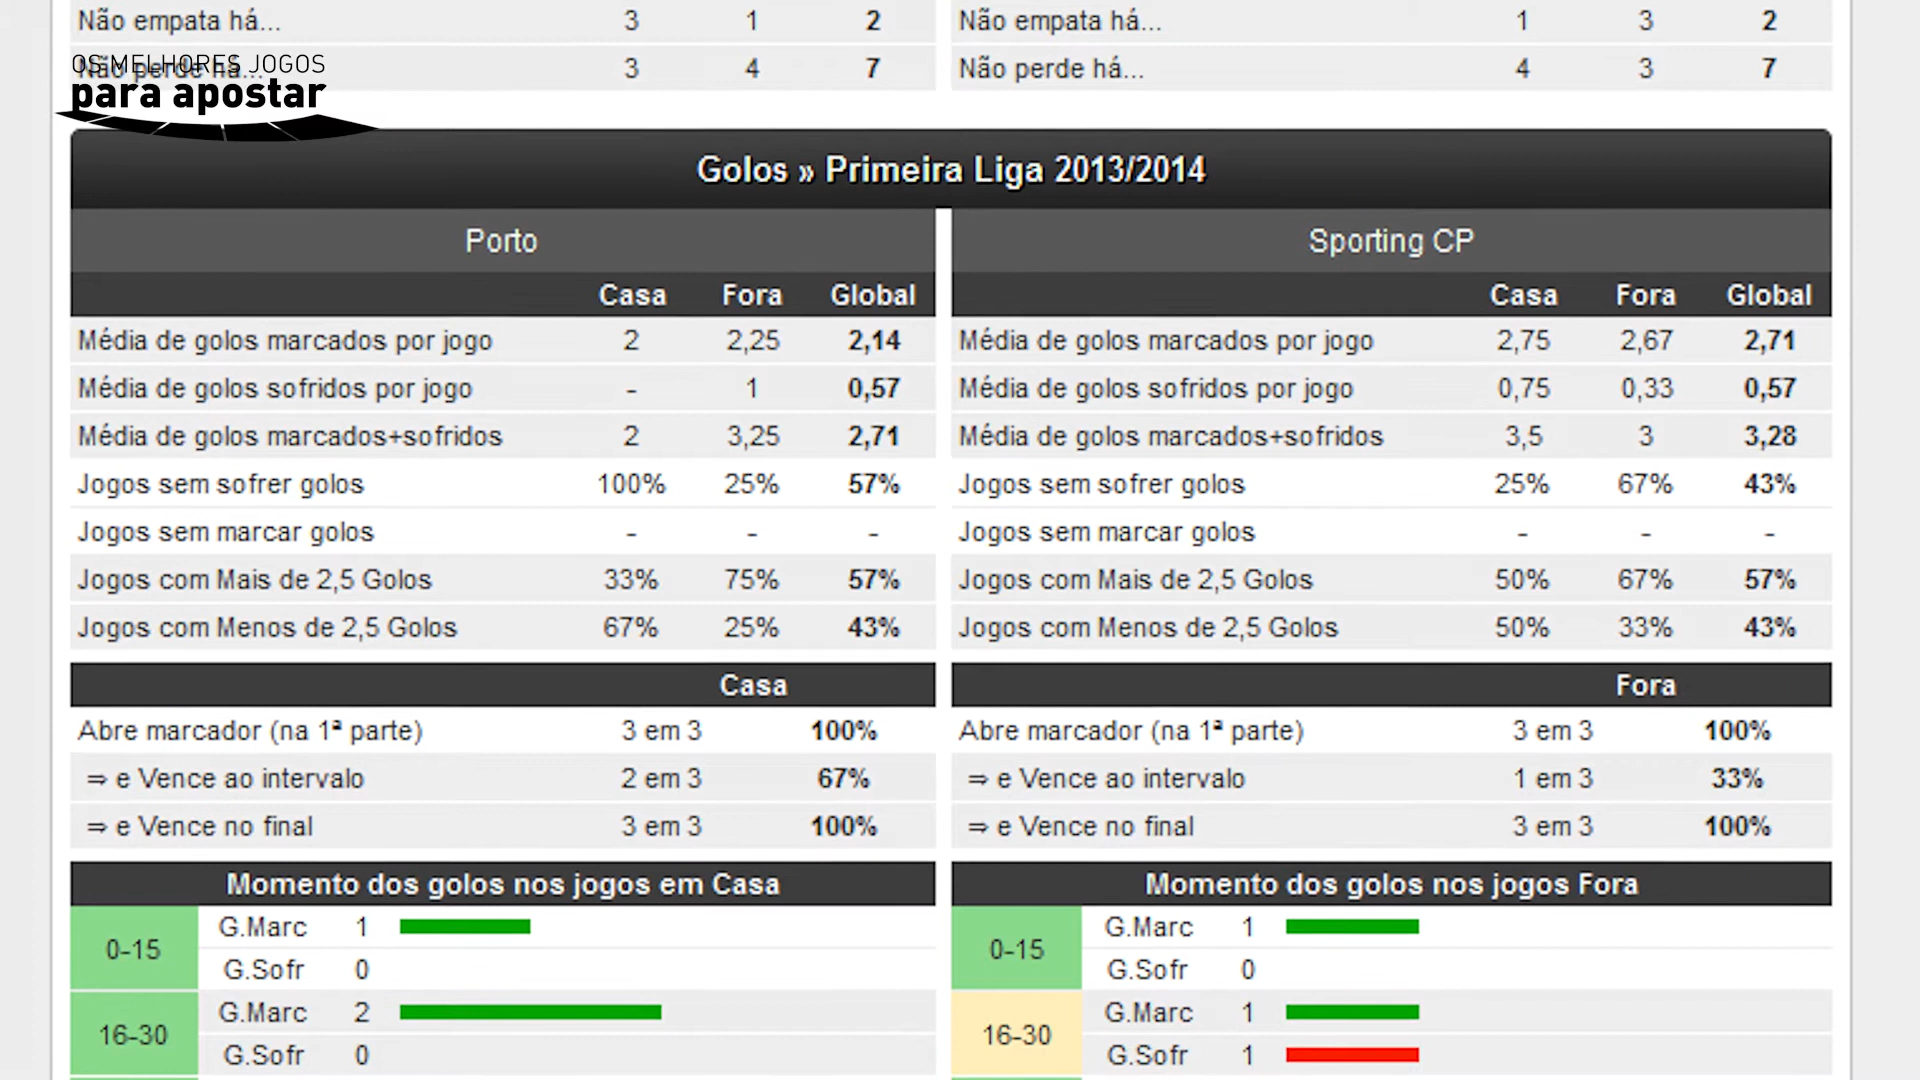 Não empata há... 3 1 2 Não empata há... 1 3 2
OS MELHORES JOGOS
para apostar
Não perde há... 3 4 7 Não perde há... 4 3 7
Golos » Primeira Liga 2013/2014
Porto Sporting CP
Casa Fora Global Casa Fora Global
Média de golos marcados por jogo 2 2,25 2,14 Média de golos marcados por jogo 2,75 2,67 2,71
Média de golos sofridos por jogo - 1 0,57 Média de golos sofridos por jogo 0,75 0,33 0,57
Média de golos marcados+sofridos 2 3,25 2,71 Média de golos marcados+sofridos 3,5 3 3,28
Jogos sem sofrer golos 100% 25% 57% Jogos sem sofrer golos 25% 67% 43%
Jogos sem marcar golos - - - Jogos sem marcar golos - - -
Jogos com Mais de 2,5 Golos 33% 75% 57% Jogos com Mais de 2,5 Golos 50% 67% 57%
Jogos com Menos de 2,5 Golos 67% 25% 43% Jogos com Menos de 2,5 Golos 50% 33% 43%
Casa Fora
Abre marcador (na 1ª parte) 3 em 3 100% Abre marcador (na 1ª parte) 3 em 3 100%
⇒ e Vence ao intervalo 2 em 3 67% ⇒ e Vence ao intervalo 1 em 3 33%
⇒ e Vence no final 3 em 3 100% ⇒ e Vence no final 3 em 3 100%
Momento dos golos nos jogos em Casa Momento dos golos nos jogos Fora
0-15 G.Marc 1 0-15 G.Marc 1
G.Sofr 0 G.Sofr 0
16-30 G.Marc 2 16-30 G.Marc 1
G.Sofr 0 G.Sofr 1